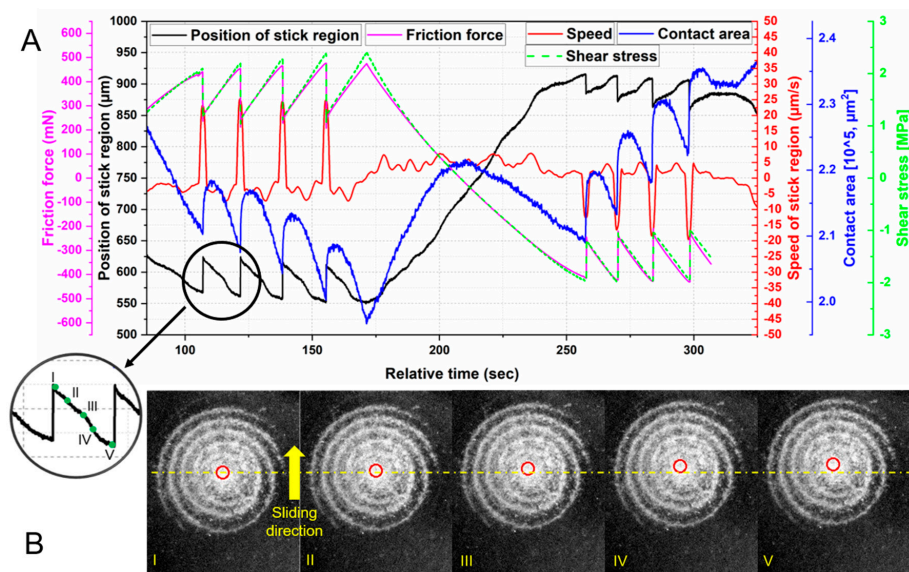 A
Position of stick region
Friction force
Speed
Contact area
Shear stress
Friction force (mN)
600
500
400
300
200
100
0
-100
-200
-300
-400
-500
-600
Position of stick region (µm)
1000
950
900
850
800
750
700
650
600
550
500
Speed of stick region (µm/s)
50
45
40
35
30
25
20
15
10
5
0
-5
-10
-15
-20
-25
-30
-35
-40
-45
-50
Contact area [10^5, µm²]
2.4
2.3
2.2
2.1
2.0
Shear stress [MPa]
3
2
1
0
-1
-2
-3
100
150
200
250
300
Relative time (sec)
I
II
III
IV
V
B
Sliding
direction
I
II
III
IV
V